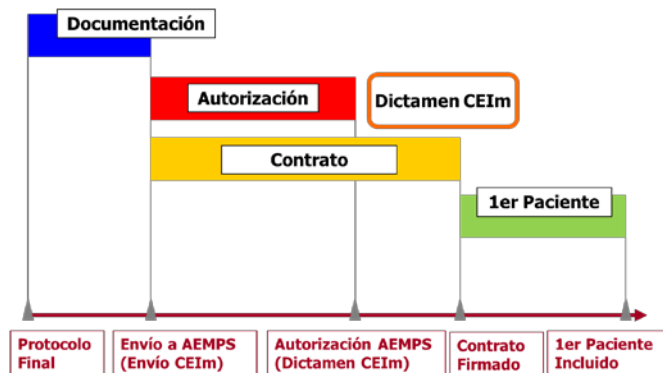 Documentación
Autorización
Dictamen CEIm
Contrato
1er Paciente
Protocolo
Final
Envío a AEMPS
(Envío CEIm)
Autorización AEMPS
(Dictamen CEIm)
Contrato
Firmado
1er Paciente
Incluido